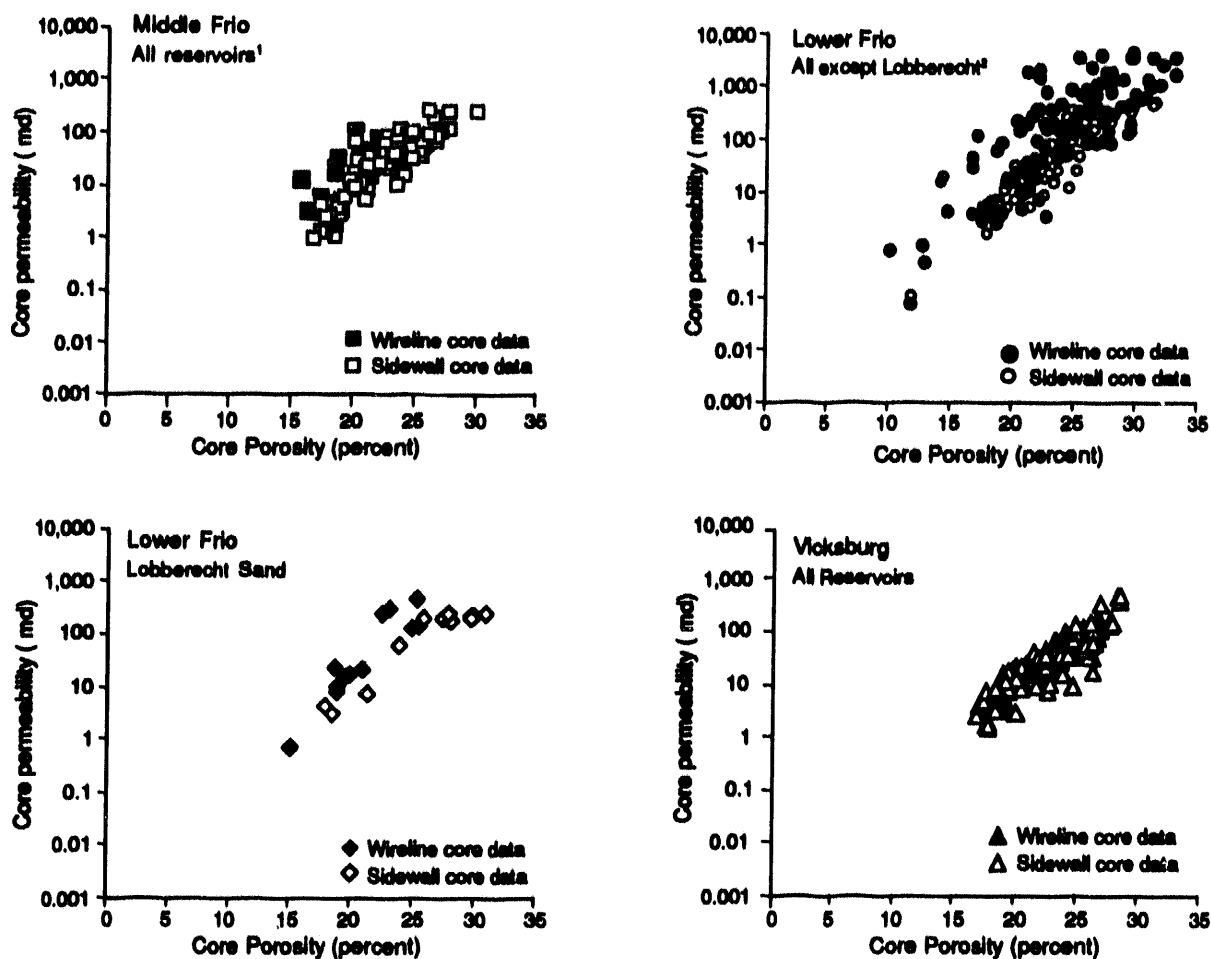 Middle Frio
All reservoirs¹
10,000
1,000
100
10
1
0.1
0.01
0.001
Core permeability ( md)
Wireline core data
Sidewall core data
0 5 10 15 20 25 30 35
Core Porosity (percent)
Lower Frio
All except Lobberecht²
10,000
1,000
100
10
1
0.1
0.01
0.001
Core permeability ( md)
Wireline core data
Sidewall core data
0 5 10 15 20 25 30 35
Core Porosity (percent)
Lower Frio
Lobberecht Sand
10,000
1,000
100
10
1
0.1
0.01
0.001
Core permeability ( md)
Wireline core data
Sidewall core data
0 5 10 15 20 25 30 35
Core Porosity (percent)
Vicksburg
All Reservoirs
10,000
1,000
100
10
1
0.1
0.01
0.001
Core permeability ( md)
Wireline core data
Sidewall core data
0 5 10 15 20 25 30 35
Core Porosity (percent)